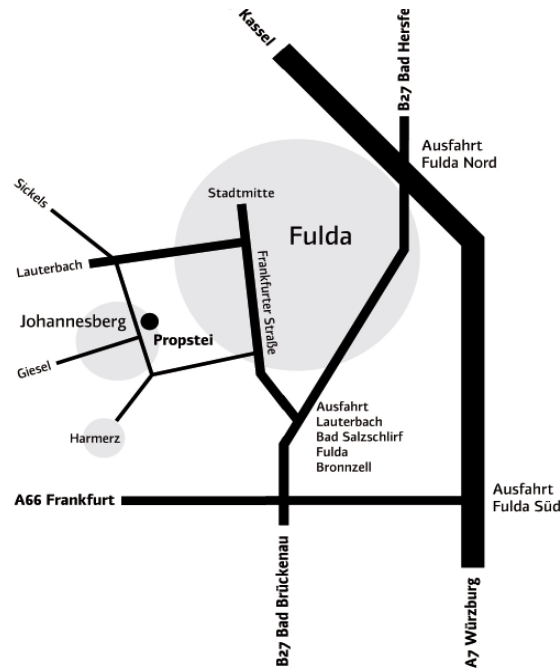 Kassel
B27 Bad Hersfe
Ausfahrt
Fulda Nord
Sickels
Stadtmitte
Fulda
Lauterbach
Frankfurter Straße
Johannesberg
Propstei
Giesel
Harmerz
Ausfahrt
Lauterbach
Bad Salzschlirf
Fulda
Bronnzell
A66 Frankfurt
Ausfahrt
Fulda Süd
B27 Bad Brückenau
A7 Würzburg